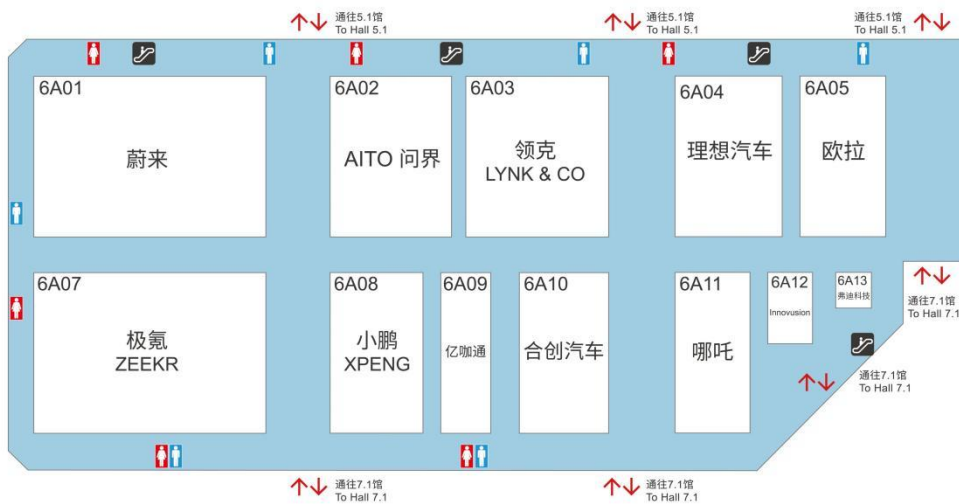 通往5.1馆
To Hall 5.1
通往5.1馆
To Hall 5.1
通往5.1馆
To Hall 5.1
6A01
蔚来
6A02
AITO 问界
6A03
领克
LYNK & CO
6A04
理想汽车
6A05
欧拉
6A07
极氪
ZEEKR
6A08
小鹏
XPENG
6A09
亿咖通
6A10
合创汽车
6A11
哪吒
6A12
Innovusion
6A13
弗迪科技
通往7.1馆
To Hall 7.1
通往7.1馆
To Hall 7.1
通往7.1馆
To Hall 7.1
通往7.1馆
To Hall 7.1